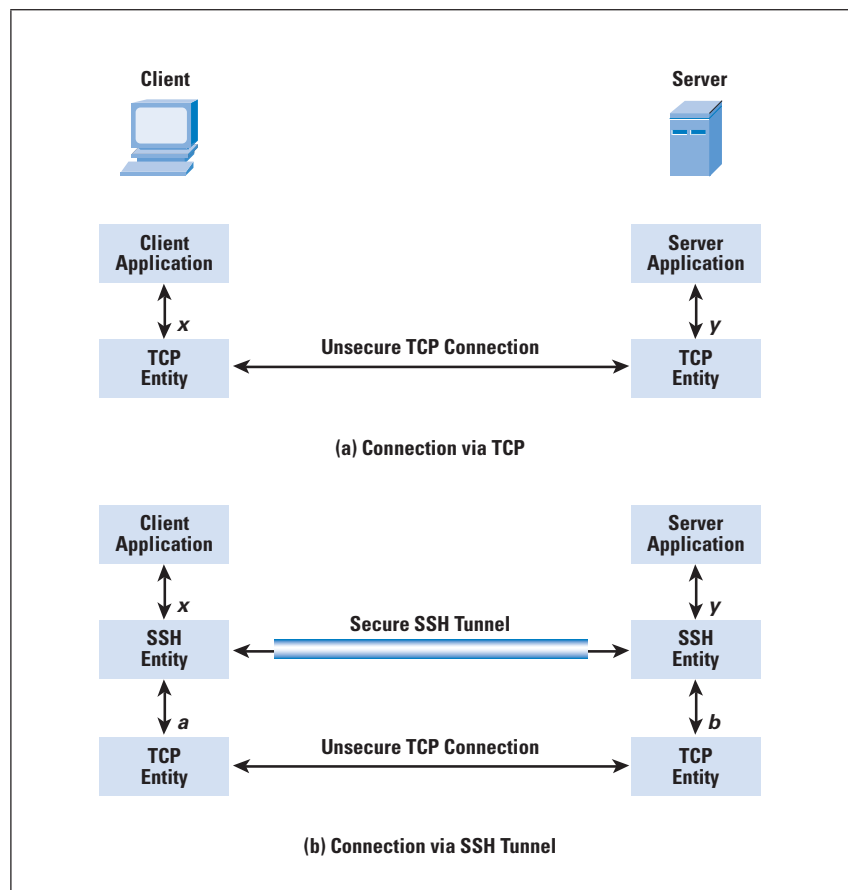 Client
Server
Client
Application
Server
Application
x
y
TCP
Entity
Unsecure TCP Connection
TCP
Entity
(a) Connection via TCP
Client
Application
Server
Application
x
y
SSH
Entity
Secure SSH Tunnel
SSH
Entity
a
b
TCP
Entity
Unsecure TCP Connection
TCP
Entity
(b) Connection via SSH Tunnel